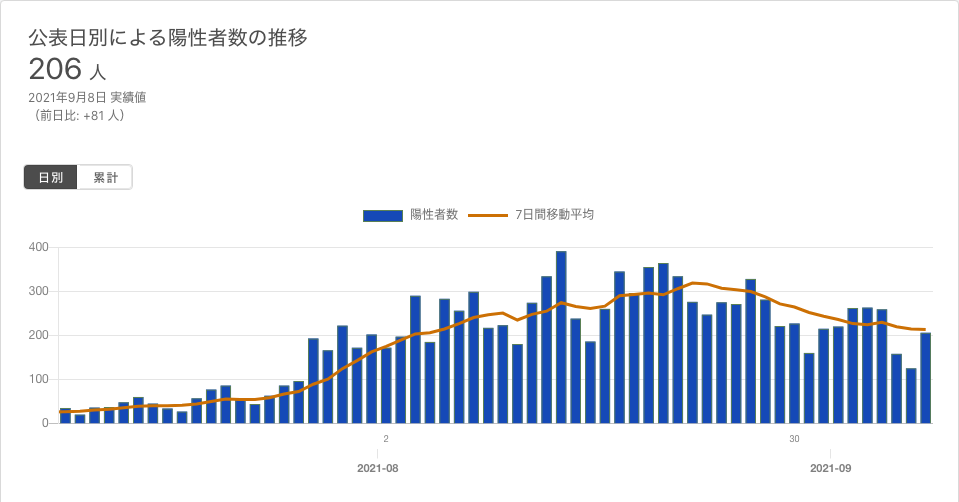 公表日別による陽性者数の推移
206 人
2021年9月8日 実績値
（前日比: +81 人）
日別 累計
陽性者数 7日間移動平均
400
300
200
100
0
2 30
2021-08 2021-09